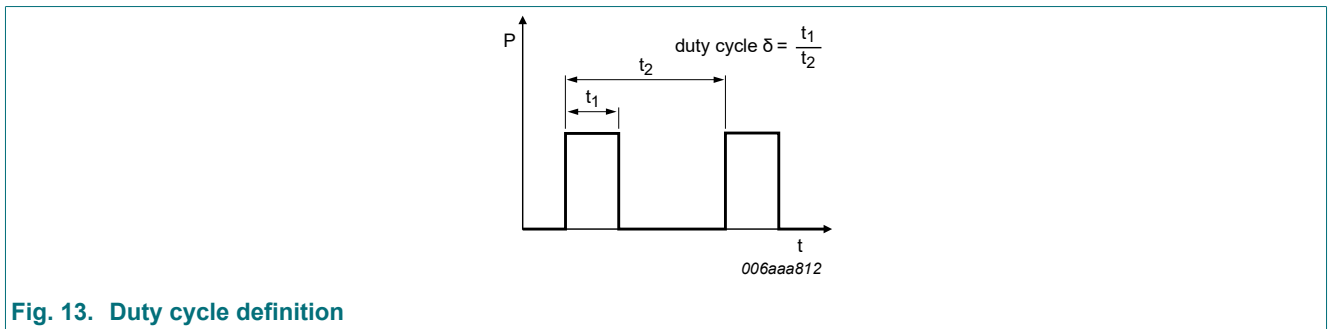 P
duty cycle δ = t1
t2
t2
t1
t
006aaa812
Fig. 13. Duty cycle definition